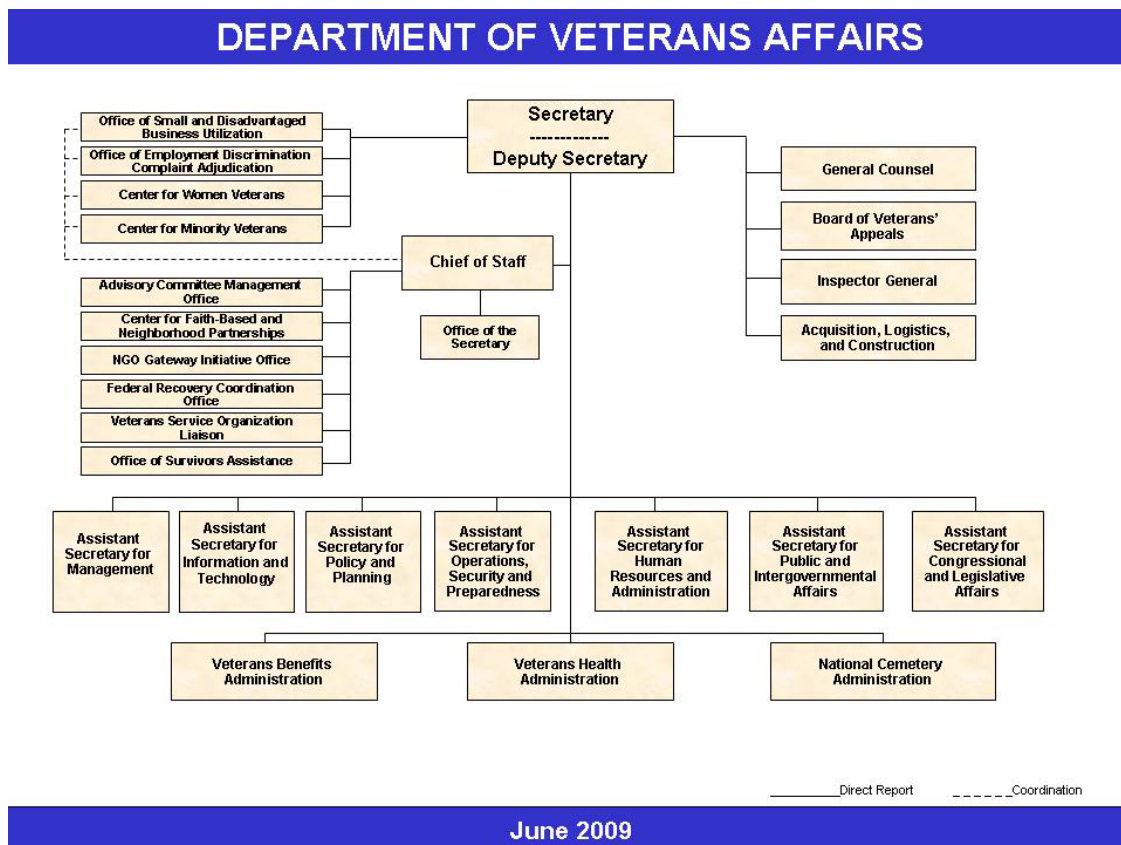 DEPARTMENT OF VETERANS AFFAIRS
Secretary
-------------
Deputy Secretary
Office of Small and Disadvantaged
Business Utilization
Office of Employment Discrimination
Complaint Adjudication
Center for Women Veterans
Center for Minority Veterans
General Counsel
Board of Veterans'
Appeals
Inspector General
Acquisition, Logistics,
and Construction
Chief of Staff
Office of the
Secretary
Advisory Committee Management
Office
Center for Faith-Based and
Neighborhood Partnerships
NGO Gateway Initiative Office
Federal Recovery Coordination
Office
Veterans Service Organization
Liaison
Office of Survivors Assistance
Assistant
Secretary for
Management
Assistant
Secretary for
Information and
Technology
Assistant
Secretary for
Policy and
Planning
Assistant
Secretary for
Operations,
Security and
Preparedness
Assistant
Secretary for
Human
Resources and
Administration
Assistant
Secretary for
Public and
Intergovernmental
Affairs
Assistant
Secretary for
Congressional
and Legislative
Affairs
Veterans Benefits
Administration
Veterans Health
Administration
National Cemetery
Administration
Direct Report
Coordination
June 2009